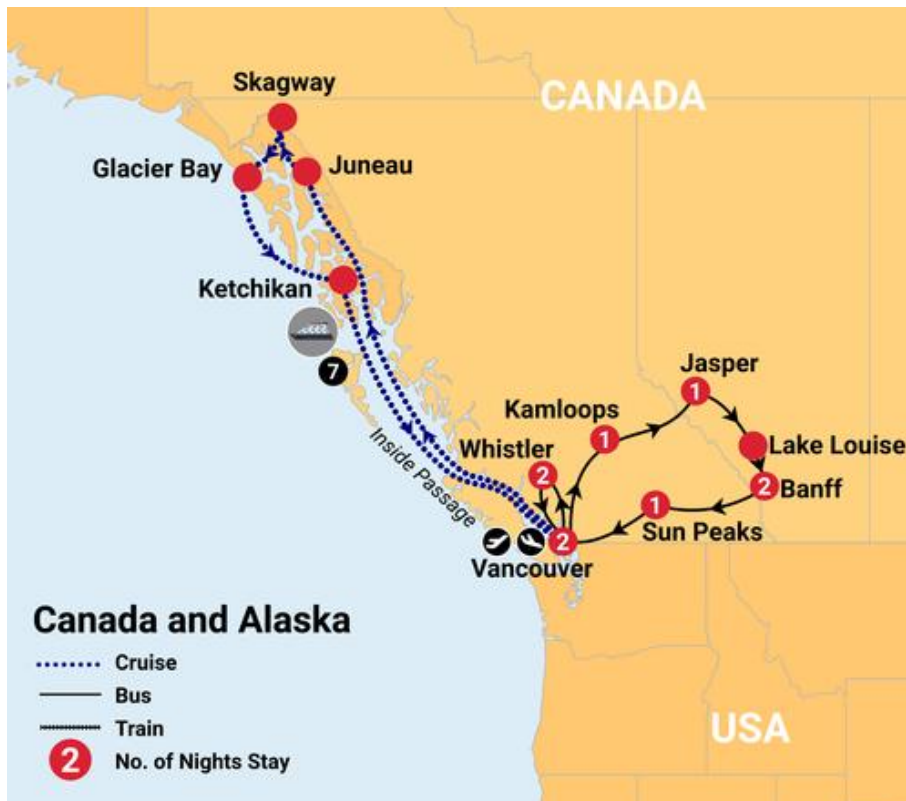 CANADA
Skagway
Glacier Bay
Juneau
Ketchikan
7
Inside Passage
Jasper
1
Kamloops
1
Whistler
2
Lake Louise
2
Banff
1
Sun Peaks
2
Vancouver
Canada and Alaska
Cruise
Bus
Train
2
No. of Nights Stay
USA